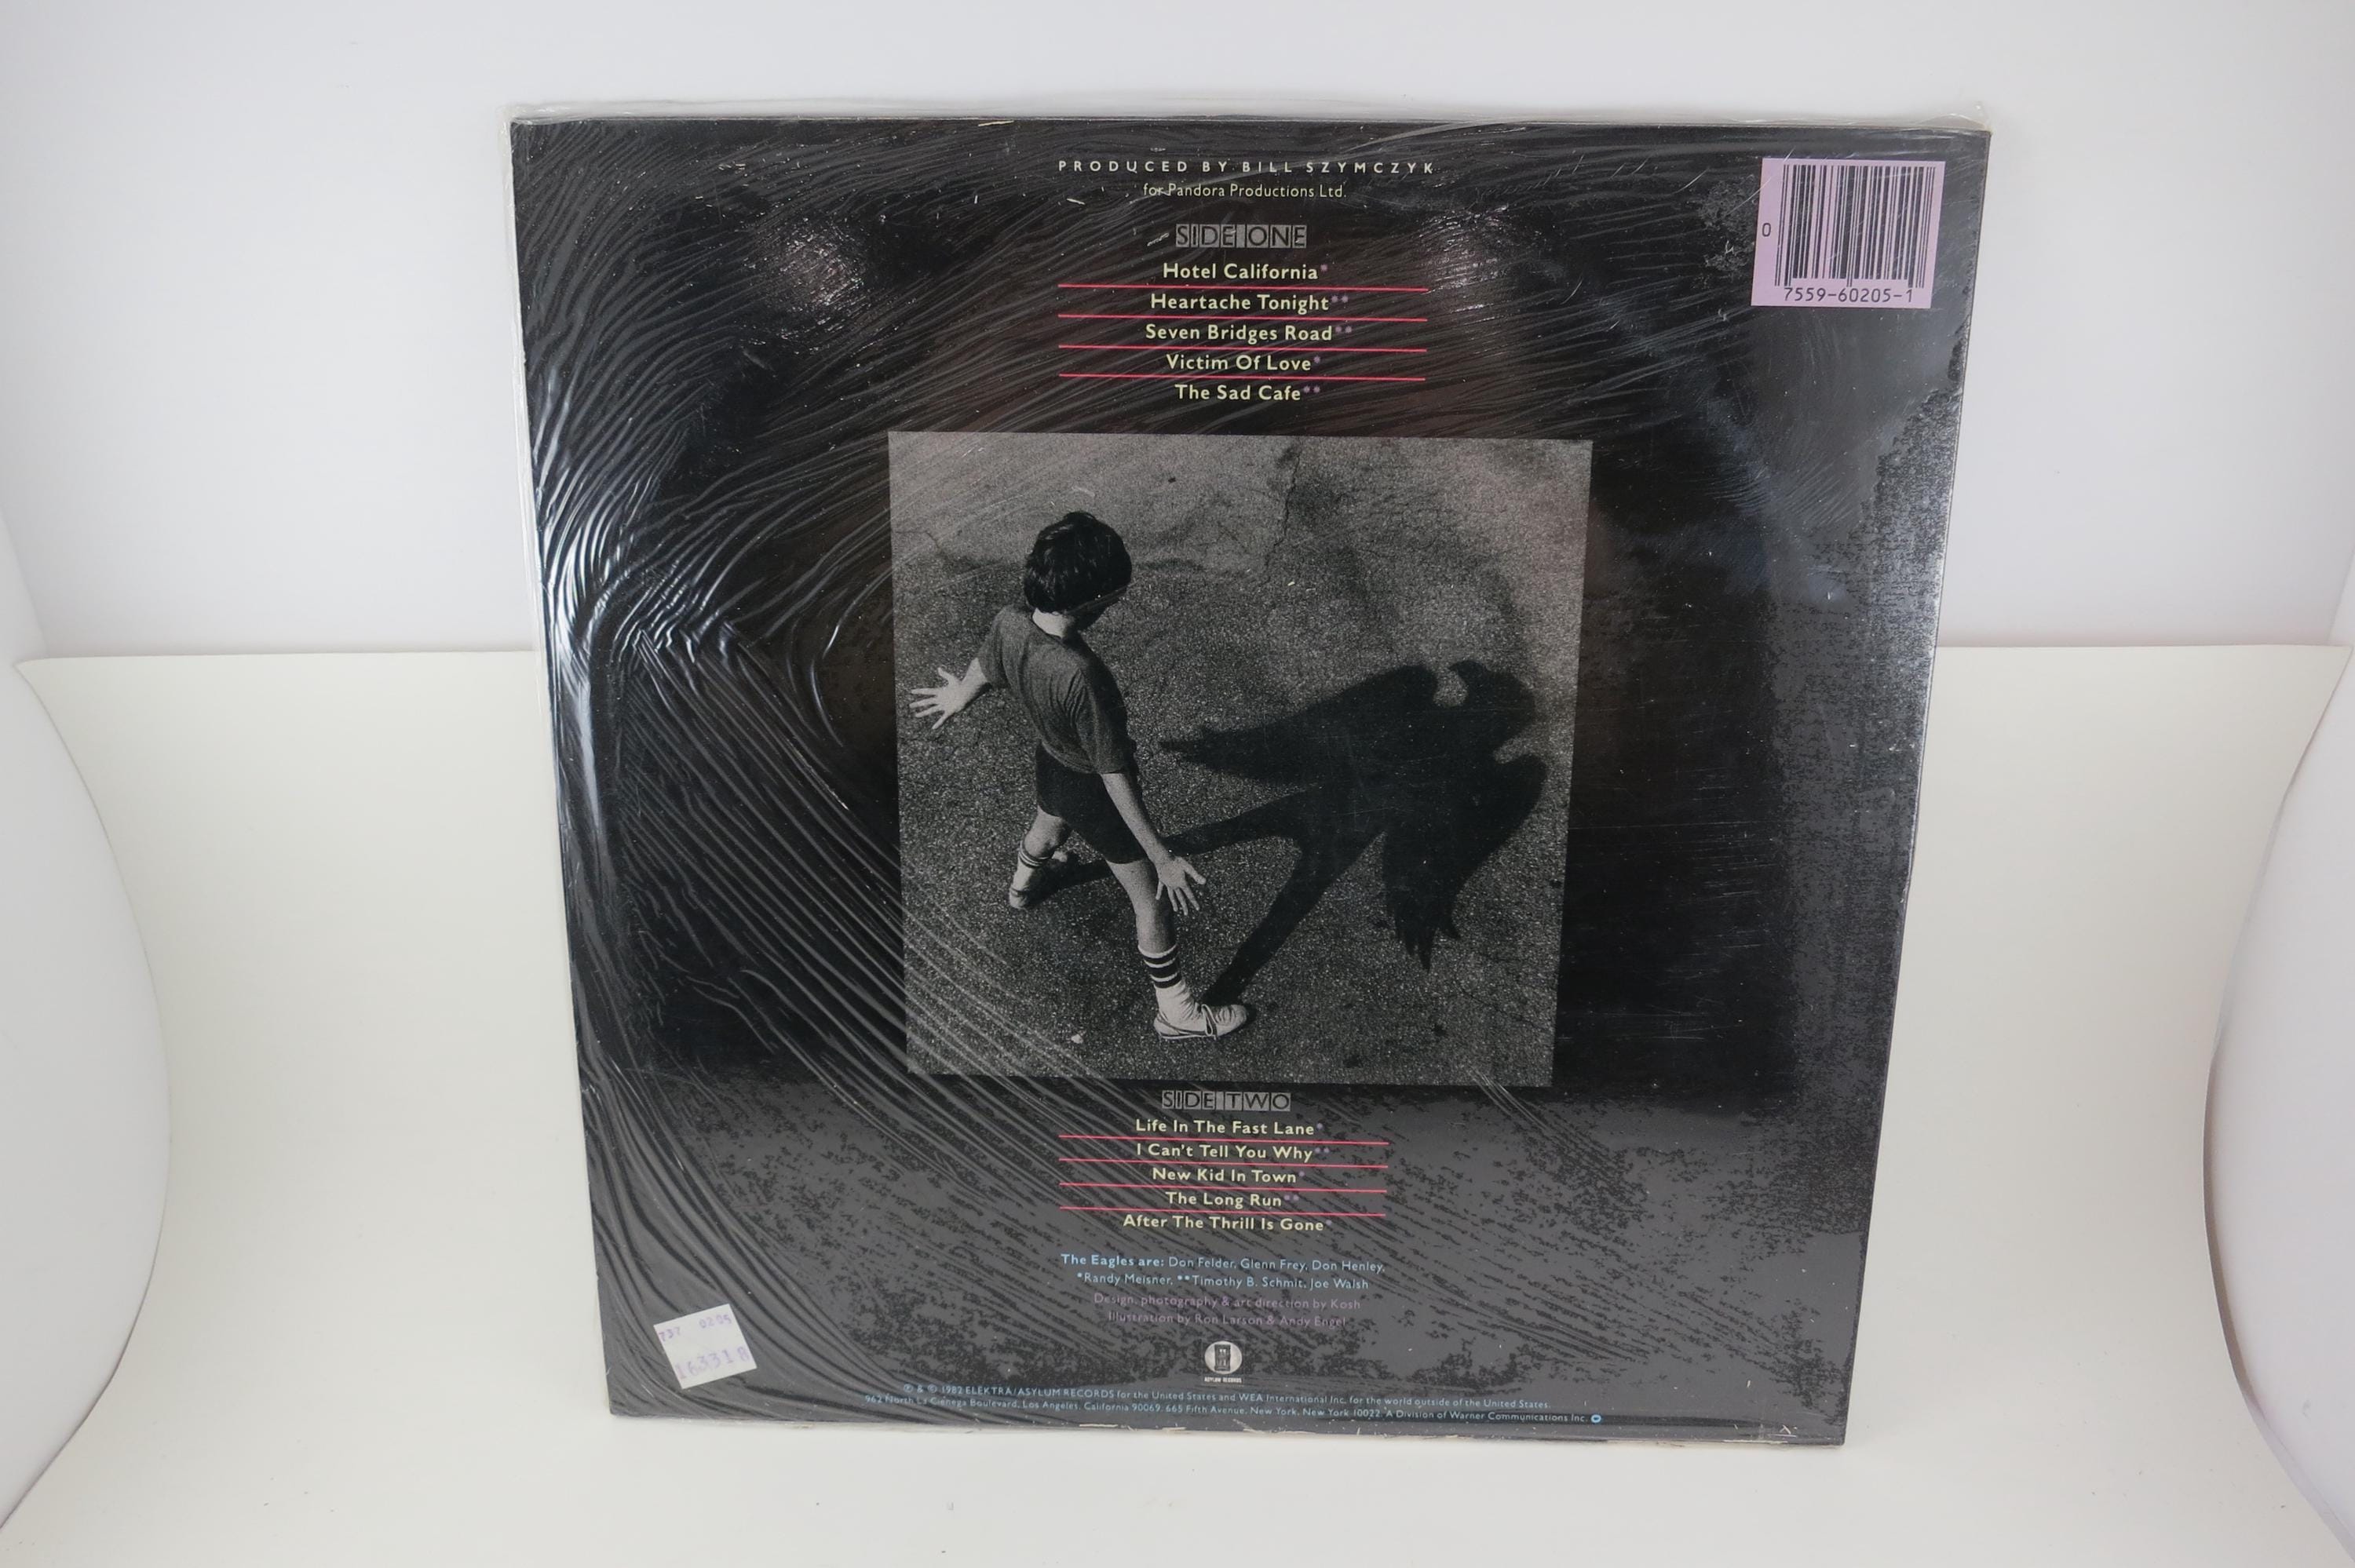 PRODUCED BY BILL SZYMCZYK
for Pandora Productions Ltd.
0
7559-60205-1
SIDE ONE
Hotel California*
Heartache Tonight**
Seven Bridges Road**
Victim Of Love*
The Sad Cafe**
SIDE TWO
Life In The Fast Lane*
I Can't Tell You Why**
New Kid In Town*
The Long Run**
After The Thrill Is Gone*
The Eagles are: Don Felder, Glenn Frey, Don Henley,
*Randy Meisner, **Timothy B. Schmit, Joe Walsh
Design, photography & art direction by Kosh
Illustration by Ron Larson & Andy Engel
737 0205
16331B
ASYLUM RECORDS
℗ & © 1982 ELEKTRA/ASYLUM RECORDS for the United States and WEA International Inc. for the world outside of the United States.
962 North La Cienega Boulevard, Los Angeles, California 90069. 665 Fifth Avenue, New York, New York 10022. A Division of Warner Communications Inc.